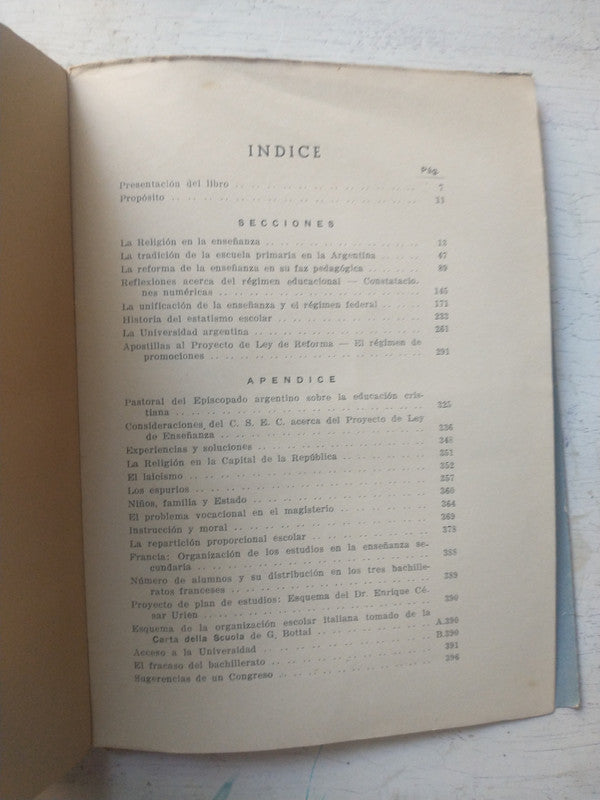 INDICE
Pág.
Presentación del libro .. .. .. .. .. .. .. .. .. .. 7
Propósito .. .. .. .. .. .. .. .. .. .. .. .. 11
SECCIONES
La Religión en la enseñanza .. .. .. .. .. .. .. .. 12
La tradición de la escuela primaria en la Argentina .. .. .. 47
La reforma de la enseñanza en su faz pedagógica .. .. .. .. 89
Reflexiones acerca del régimen educacional — Constatacio-
nes numéricas .. .. .. .. .. .. .. .. .. .. 145
La unificación de la enseñanza y el régimen federal .. .. .. 171
Historia del estatismo escolar .. .. .. .. .. .. .. .. 233
La Universidad argentina .. .. .. .. .. .. .. .. .. 261
Apostillas al Proyecto de Ley de Reforma — El régimen de
promociones .. .. .. .. .. .. .. .. .. .. 291
APENDICE
Pastoral del Episcopado argentino sobre la educación cris-
tiana .. .. .. .. .. .. .. .. .. .. .. .. 325
Consideraciones del C. S. E. C. acerca del Proyecto de Ley
de Enseñanza .. .. .. .. .. .. .. .. .. .. 336
Experiencias y soluciones .. .. .. .. .. .. .. .. .. 348
La Religión en la Capital de la República .. .. .. .. .. 351
El laicismo .. .. .. .. .. .. .. .. .. .. .. .. 352
Los espurios .. .. .. .. .. .. .. .. .. .. .. 257
Niños, familia y Estado .. .. .. .. .. .. .. .. .. 360
El problema vocacional en el magisterio .. .. .. .. .. 364
Instrucción y moral .. .. .. .. .. .. .. .. .. .. 369
La repartición proporcional escolar .. .. .. .. .. .. 378
Francia: Organización de los estudios en la enseñanza se-
cundaria .. .. .. .. .. .. .. .. .. .. .. 388
Número de alumnos y su distribución en los tres bachille-
ratos franceses .. .. .. .. .. .. .. .. .. .. 389
Proyecto de plan de estudios: Esquema del Dr. Enrique Cé-
sar Urien .. .. .. .. .. .. .. .. .. .. .. 390
Esquema de la organización escolar italiana tomado de la
Carta della Scuola de G. Bottai .. .. .. .. .. .. A.390
Acceso a la Universidad .. .. .. .. .. .. .. .. .. B.390
El fracaso del bachillerato .. .. .. .. .. .. .. .. 391
Sugerencias de un Congreso .. .. .. .. .. .. .. .. 396